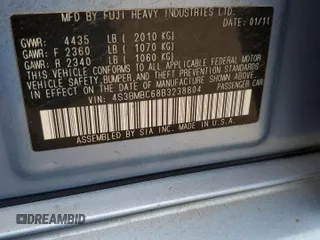 MFD BY FUJI HEAVY INDUSTRIES LTD.
DATE: 01/11
GVWR: 4435 LB ( 2010 KG)
GAWR: F 2360 LB ( 1070 KG)
GAWR: R 2340 LB ( 1060 KG)
THIS VEHICLE CONFORMS TO ALL APPLICABLE FEDERAL MOTOR
VEHICLE SAFETY, BUMPER, AND THEFT PREVENTION STANDARDS
IN EFFECT ON THE DATE OF MANUFACTURE SHOWN ABOVE.
VIN: 4S3BMBC68B3238804 PASSENGER CAR
ASSEMBLED BY SIA INC. IN U.S.A.
DREAMBID